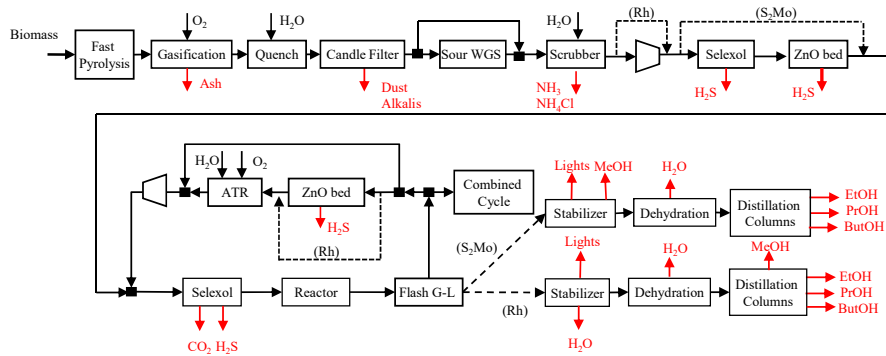 O₂
H₂O
H₂O
(Rh)
(S₂Mo)
Biomass
Fast
Pyrolysis
Gasification
Quench
Candle Filter
Sour WGS
Scrubber
Selexol
ZnO bed
Ash
Dust
Alkalis
NH₃
NH₄Cl
H₂S
H₂S
H₂O
O₂
ATR
ZnO bed
Combined
Cycle
H₂S
(Rh)
Lights
MeOH
H₂O
Stabilizer
Dehydration
Distillation
Columns
EtOH
PrOH
ButOH
(S₂Mo)
Lights
H₂O
MeOH
Selexol
Reactor
Flash G-L
(Rh)
Stabilizer
Dehydration
Distillation
Columns
EtOH
PrOH
ButOH
CO₂ H₂S
H₂O